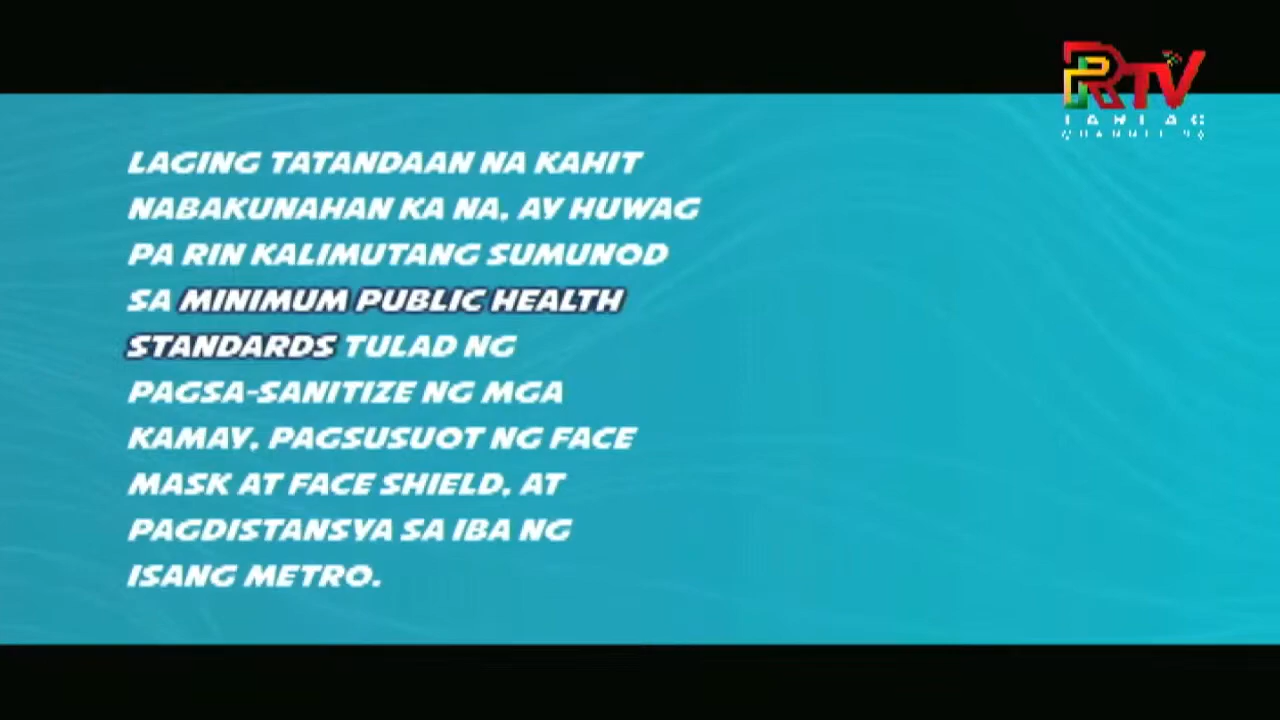 RTV
TARLAC
LAGING TATANDAAN NA KAHIT
NABAKUNAHAN KA NA, AY HUWAG
PA RIN KALIMUTANG SUMUNOD
SA MINIMUM PUBLIC HEALTH
STANDARDS TULAD NG
PAGSA-SANITIZE NG MGA
KAMAY, PAGSUSUOT NG FACE
MASK AT FACE SHIELD, AT
PAGDISTANSYA SA IBA NG
ISANG METRO.